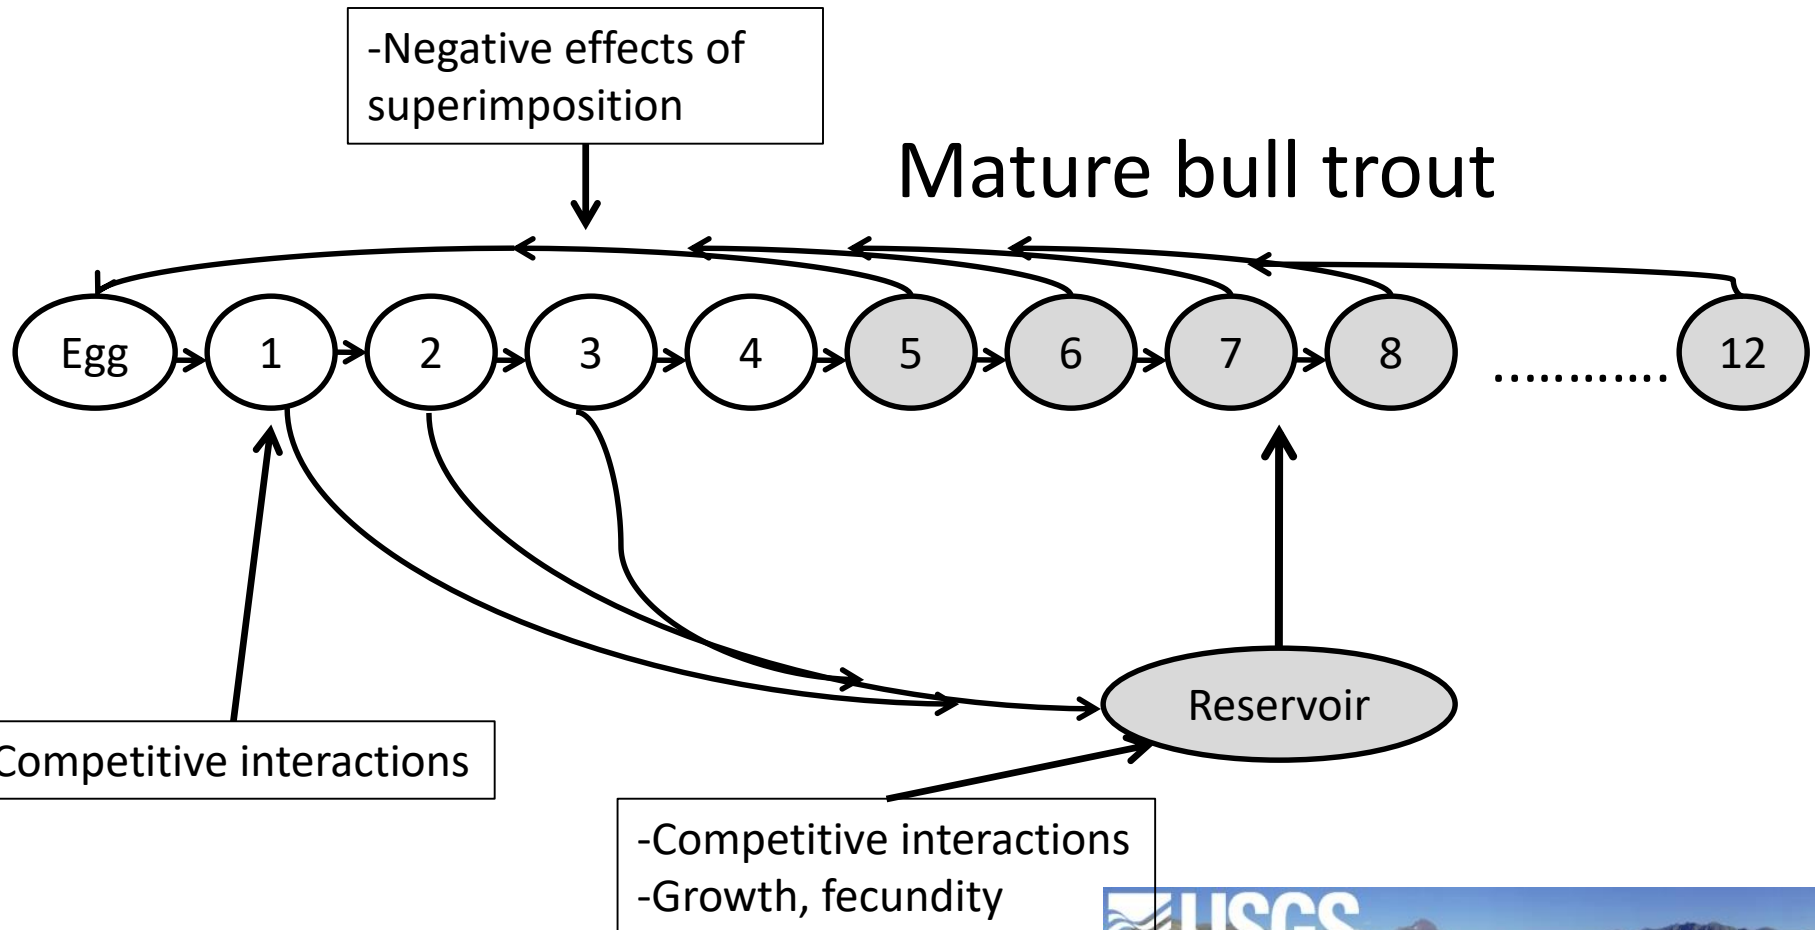 -Negative effects of
superimposition
Mature bull trout
Egg
1
2
3
4
5
6
7
8
............
12
Reservoir
Competitive interactions
-Competitive interactions
-Growth, fecundity
USGS